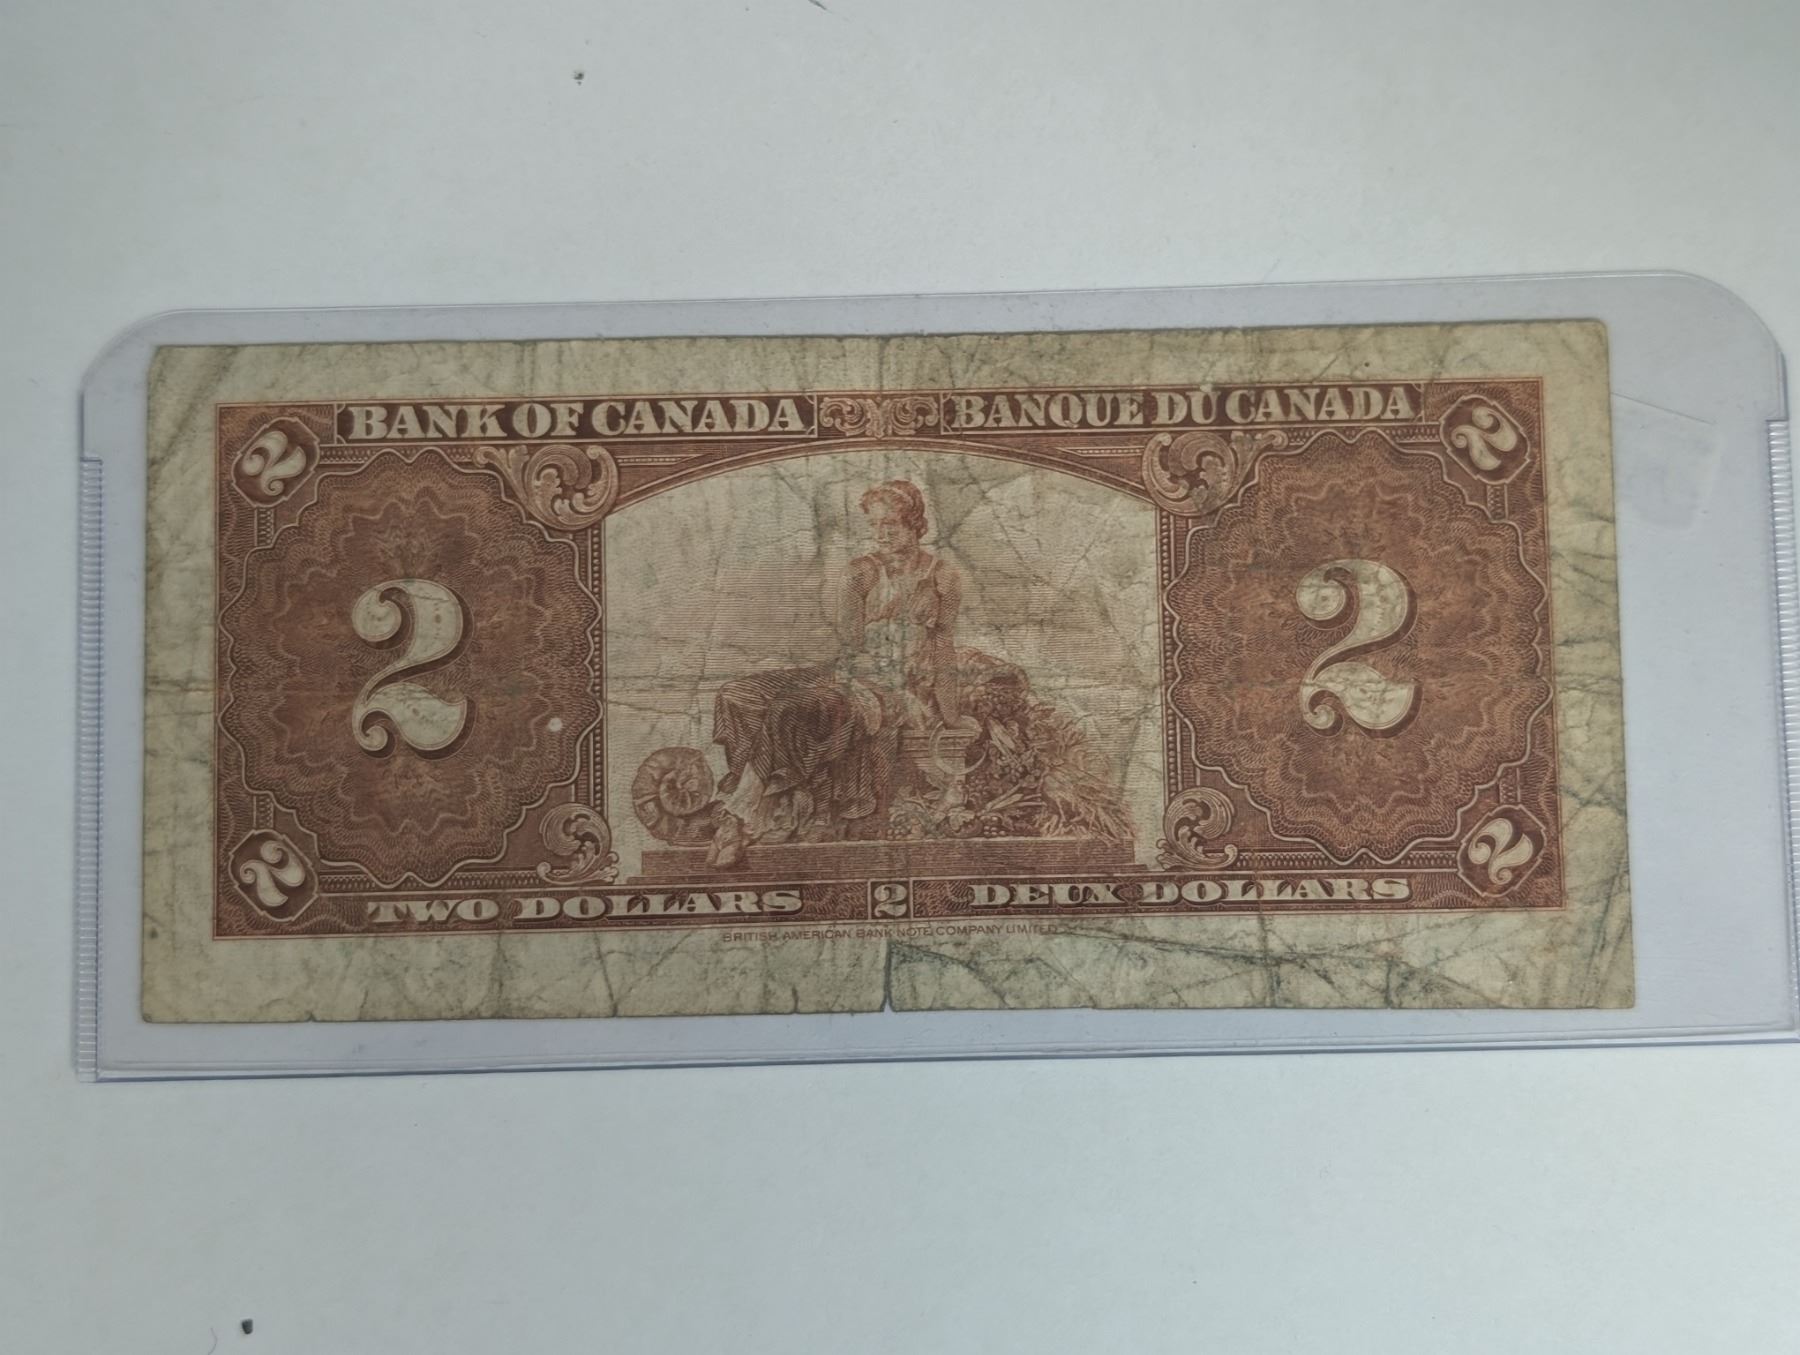 BANK OF CANADA BANQUE DU CANADA
2 2
2 2
2 2
TWO DOLLARS 2 DEUX DOLLARS
BRITISH AMERICAN BANK NOTE COMPANY LIMITED